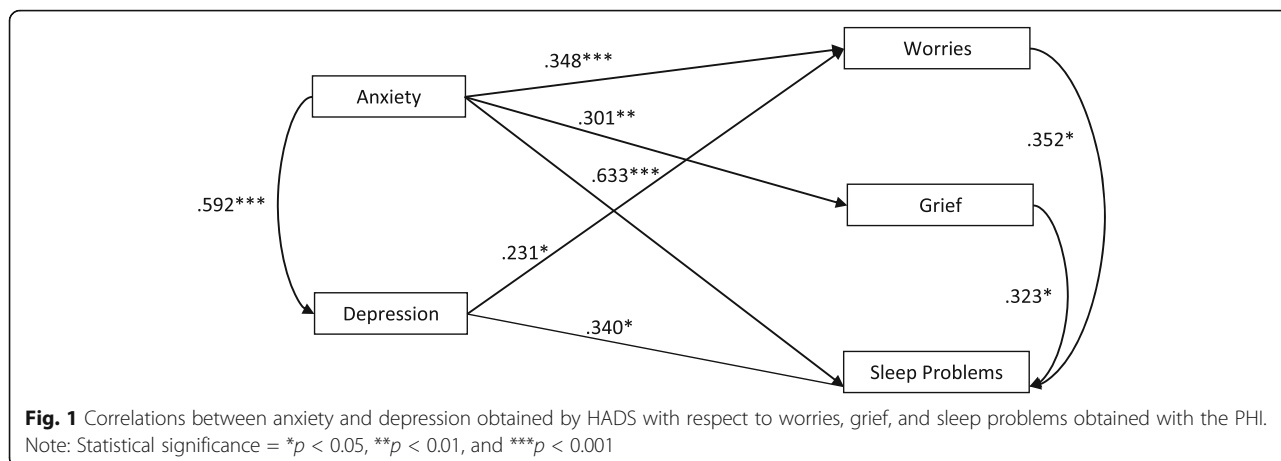 Worries
.348***
Anxiety
.301**
.352*
.633***
.592***
Grief
.231*
.323*
Depression
.340*
Sleep Problems
Fig. 1 Correlations between anxiety and depression obtained by HADS with respect to worries, grief, and sleep problems obtained with the PHI.
Note: Statistical significance = *p < 0.05, **p < 0.01, and ***p < 0.001